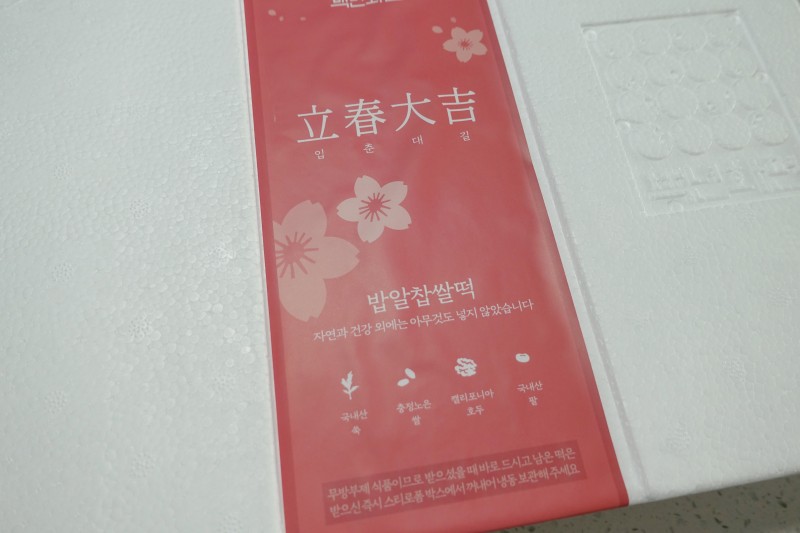 立春大吉
입 춘 대 길
밥알찹쌀떡
자연과 건강 외에는 아무것도 넣지 않았습니다
국내산 충청노은 캘리포니아 국내산
쑥 쌀 호두 팥
무방부제 식품이므로 받으셨을 때 바로 드시고 남은 떡은
받으신 즉시 스티로폼 박스에서 꺼내어 냉동 보관해 주세요